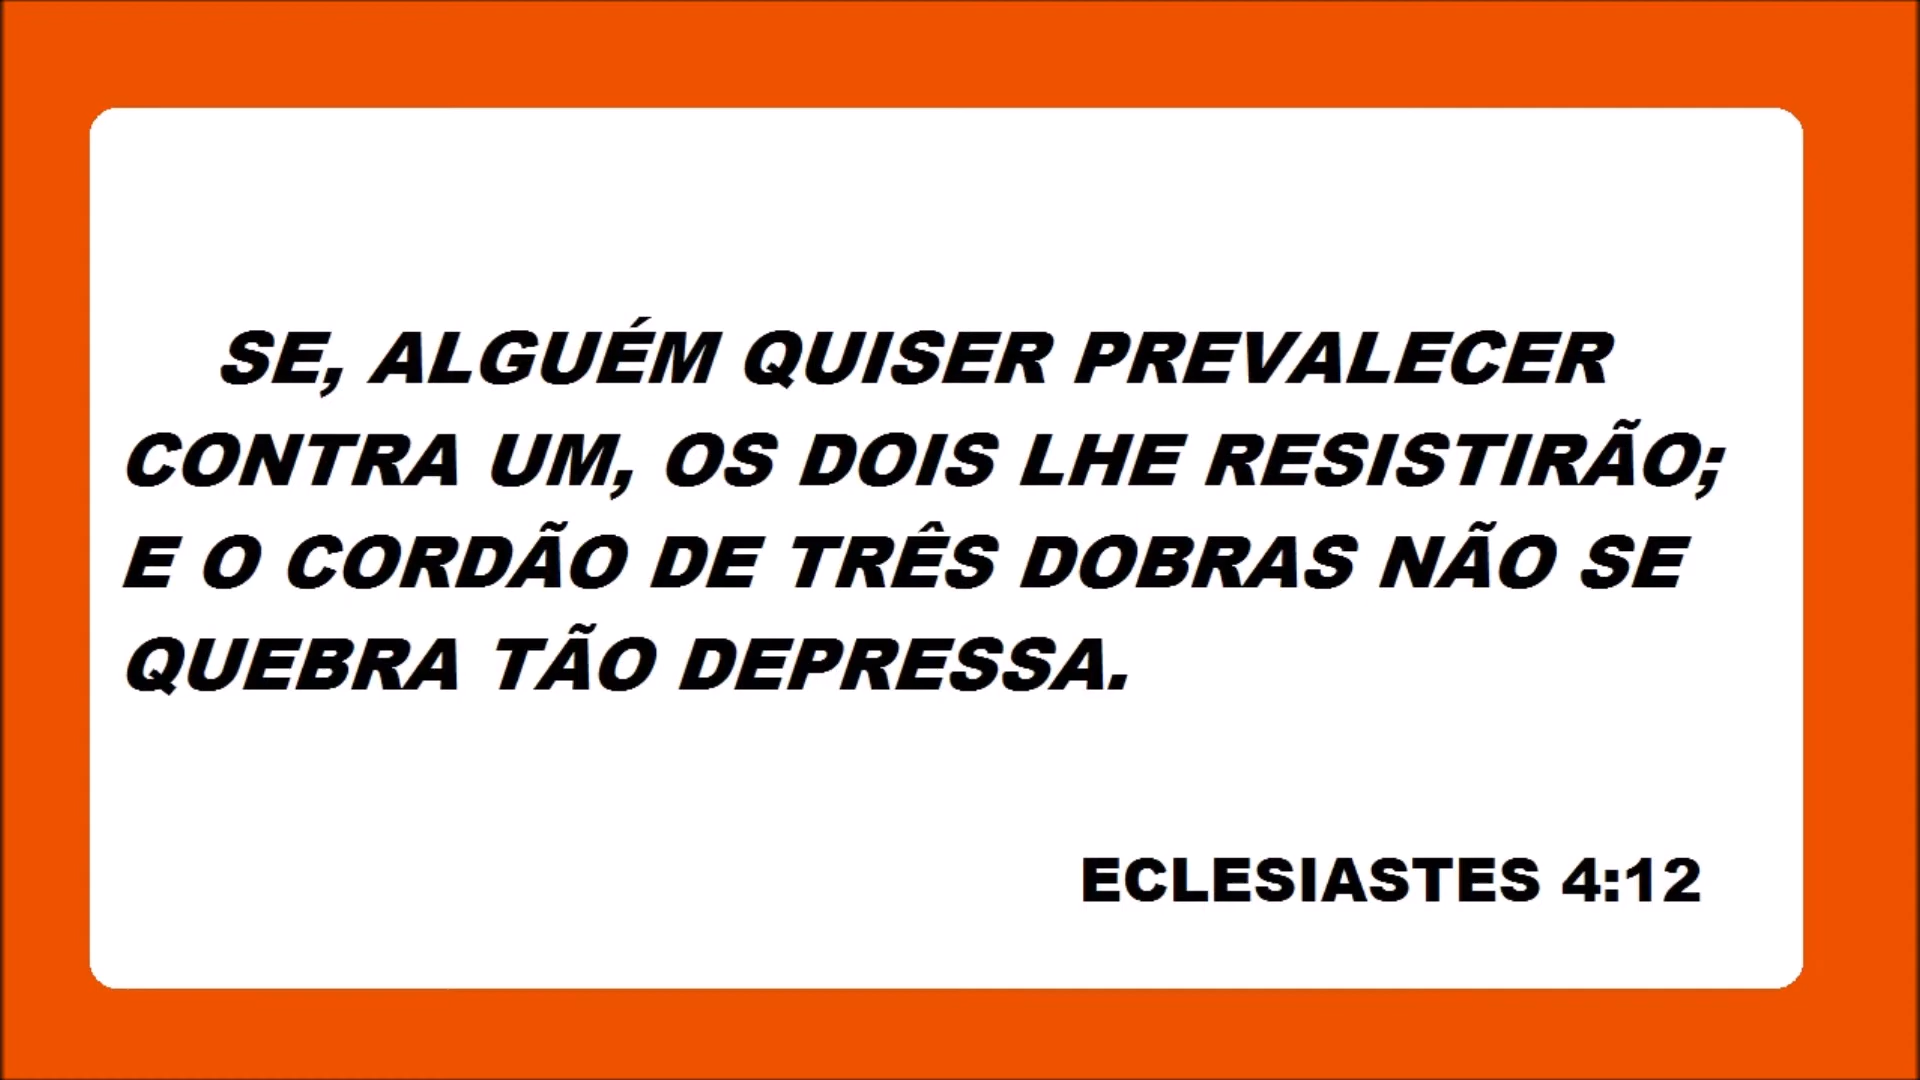 SE, ALGUÉM QUISER PREVALECER
CONTRA UM, OS DOIS LHE RESISTIRÃO;
E O CORDÃO DE TRÊS DOBRAS NÃO SE
QUEBRA TÃO DEPRESSA.
ECLESIASTES 4:12